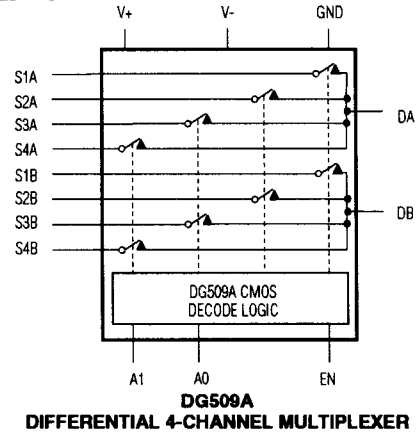 V+ V- GND
S1A
S2A
S3A
DA
S4A
S1B
S2B
DB
S3B
S4B
DG509A CMOS
DECODE LOGIC
A1 A0 EN
DG509A
DIFFERENTIAL 4-CHANNEL MULTIPLEXER